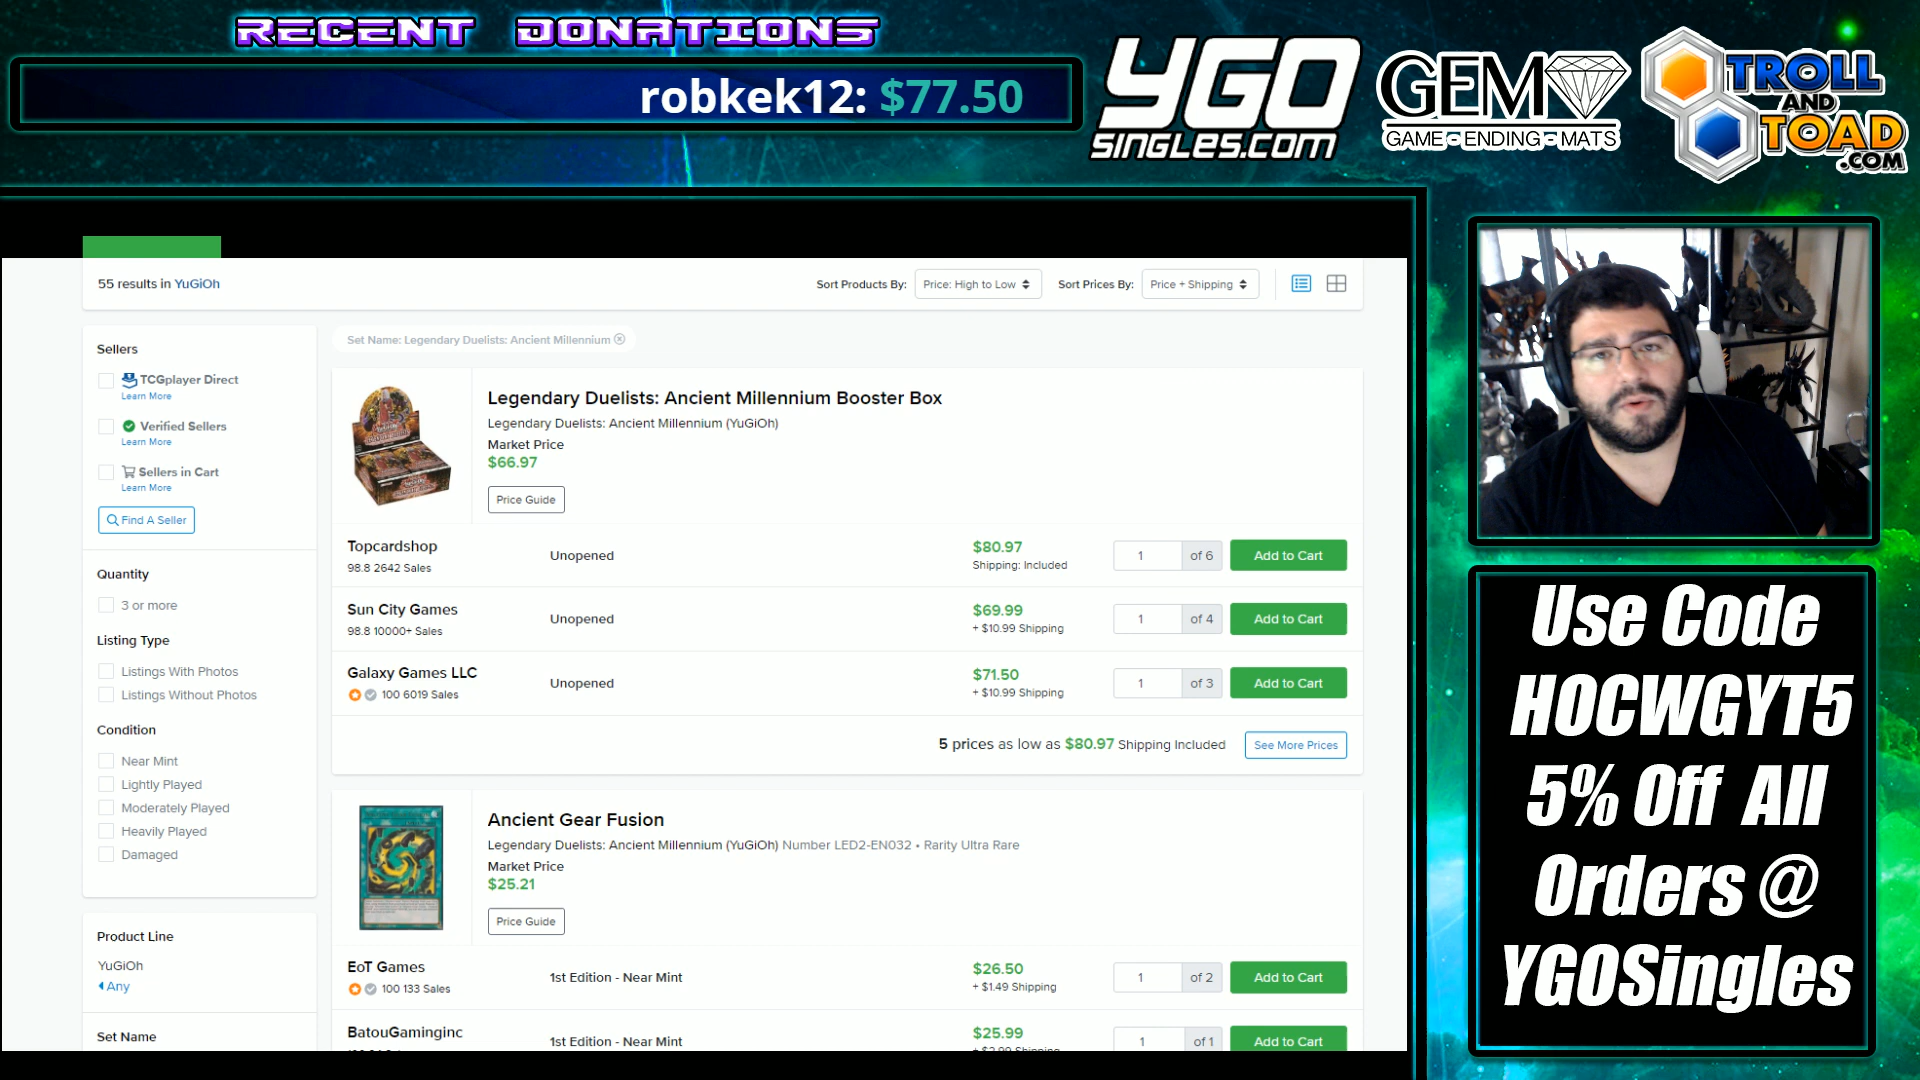 RECENT DONATIONS
robkek12: $77.50
YGO
SINGLES.COM
GEM
GAME - ENDING - MATS
TROLL
AND
TOAD
.COM
55 results in YuGiOh
Sort Products By:
Price: High to Low
Sort Prices By:
Price + Shipping
Sellers
TCGplayer Direct
Learn More
Verified Sellers
Learn More
Sellers in Cart
Learn More
Find A Seller
Quantity
3 or more
Listing Type
Listings With Photos
Listings Without Photos
Condition
Near Mint
Lightly Played
Moderately Played
Heavily Played
Damaged
Product Line
YuGiOh
Any
Set Name
Set Name: Legendary Duelists: Ancient Millennium
Legendary Duelists: Ancient Millennium Booster Box
Legendary Duelists: Ancient Millennium (YuGiOh)
Market Price
$66.97
Price Guide
Topcardshop
98.8 2642 Sales
Unopened
$80.97
Shipping: Included
1 of 6
Add to Cart
Sun City Games
98.8 10000+ Sales
Unopened
$69.99
+ $10.99 Shipping
1 of 4
Add to Cart
Galaxy Games LLC
100 6019 Sales
Unopened
$71.50
+ $10.99 Shipping
1 of 3
Add to Cart
5 prices as low as $80.97 Shipping Included
See More Prices
Ancient Gear Fusion
Legendary Duelists: Ancient Millennium (YuGiOh) Number LED2-EN032 • Rarity Ultra Rare
Market Price
$25.21
Price Guide
EoT Games
100 133 Sales
1st Edition - Near Mint
$26.50
+ $1.49 Shipping
1 of 2
Add to Cart
BatouGaminginc
1st Edition - Near Mint
$25.99
+ $2.99 Shipping
1 of 1
Add to Cart
Use Code
HOCWGYT5
5% Off All
Orders @
YGOSingles